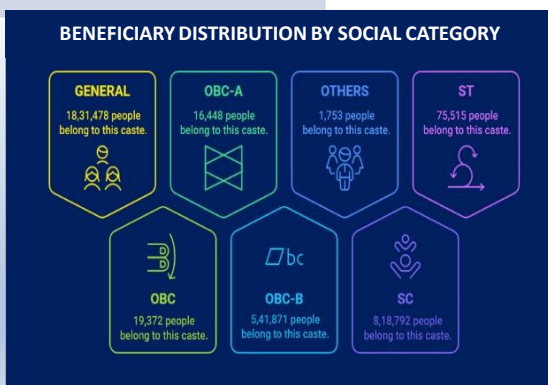 BENEFICIARY DISTRIBUTION BY SOCIAL CATEGORY
GENERAL
18,31,478 people
belong to this caste.
OBC-A
16,448 people
belong to this caste.
OTHERS
1,753 people
belong to this caste.
ST
75,515 people
belong to this caste.
OBC
19,372 people
belong to this caste.
bc
OBC-B
5,41,871 people
belong to this caste.
SC
8,18,792 people
belong to this caste.